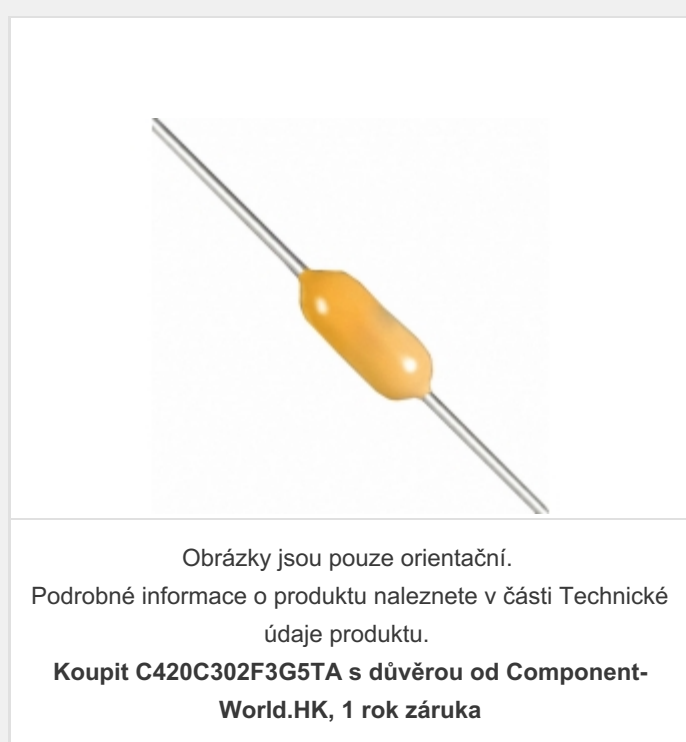 Obrázky jsou pouze orientační.
Podrobné informace o produktu naleznete v části Technické
údaje produktu.
Koupit C420C302F3G5TA s důvěrou od Component-
World.HK, 1 rok záruka